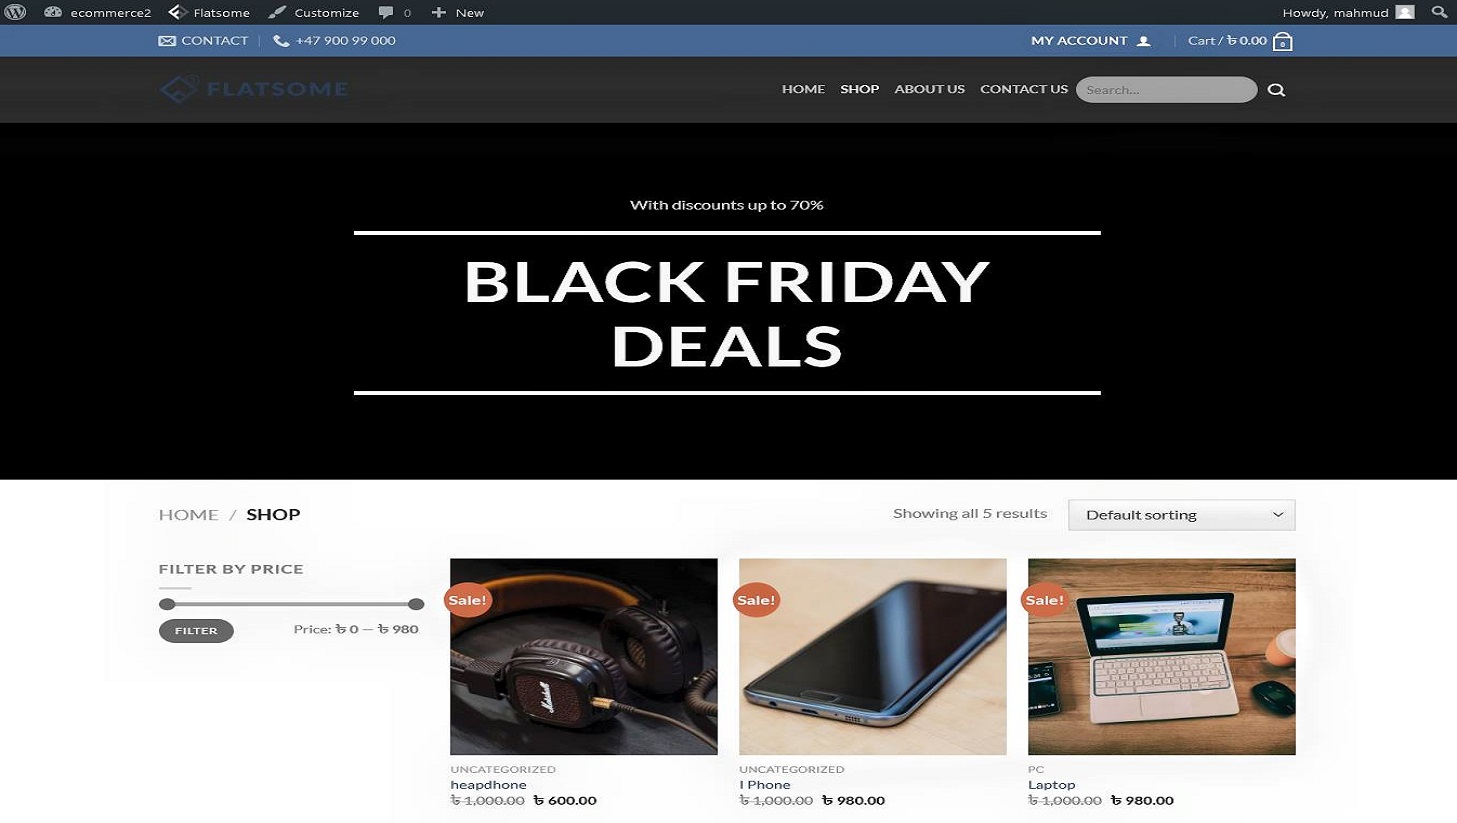 ecommerce2 Flatsome Customize 0 New Howdy, mahmud
CONTACT +47 900 99 000 MY ACCOUNT Cart / ৳ 0.00 0
FLATSOME HOME SHOP ABOUT US CONTACT US Search...
With discounts up to 70%
BLACK FRIDAY
DEALS
HOME / SHOP Showing all 5 results Default sorting
FILTER BY PRICE
FILTER Price: ৳ 0 — ৳ 980
Sale! Sale! Sale!
Marshall
UNCATEGORIZED UNCATEGORIZED PC
heapdhone I Phone Laptop
৳ 1,000.00 ৳ 600.00 ৳ 1,000.00 ৳ 980.00 ৳ 1,000.00 ৳ 980.00